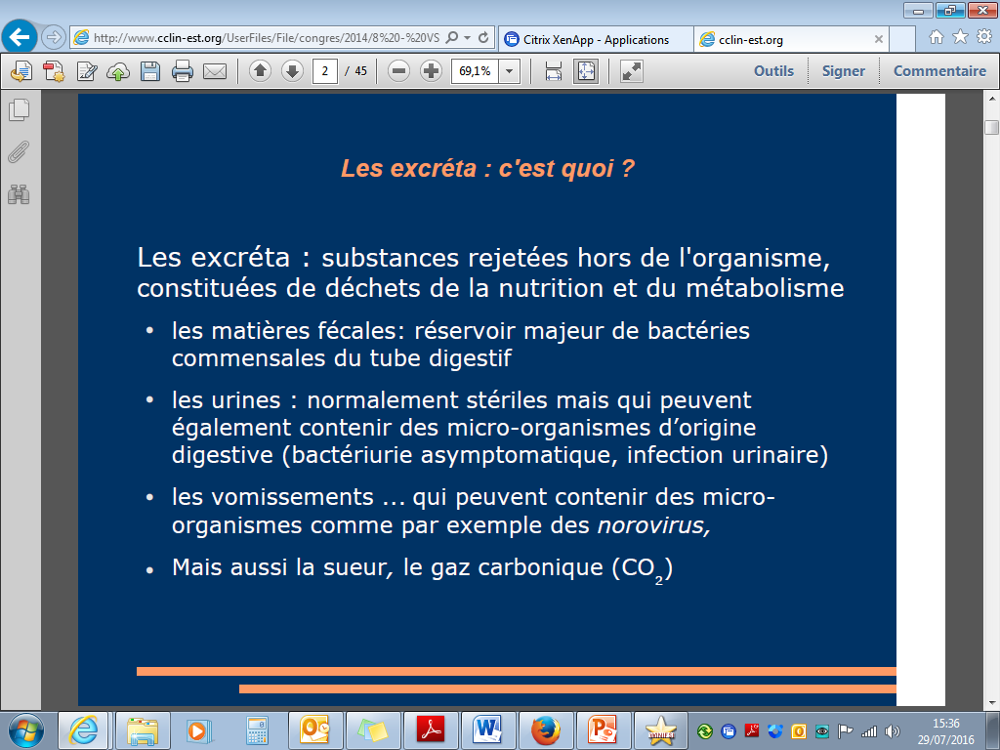 http://www.cclin-est.org/UserFiles/File/congres/2014/8%20-%20VS
Citrix XenApp - Applications
cclin-est.org
2 / 45
69,1%
Outils
Signer
Commentaire
Les excréta : c'est quoi ?
Les excréta : substances rejetées hors de l'organisme,
constituées de déchets de la nutrition et du métabolisme
• les matières fécales: réservoir majeur de bactéries
commensales du tube digestif
• les urines : normalement stériles mais qui peuvent
également contenir des micro-organismes d’origine
digestive (bactériurie asymptomatique, infection urinaire)
• les vomissements ... qui peuvent contenir des micro-
organismes comme par exemple des norovirus,
• Mais aussi la sueur, le gaz carbonique (CO2)
15:36
29/07/2016